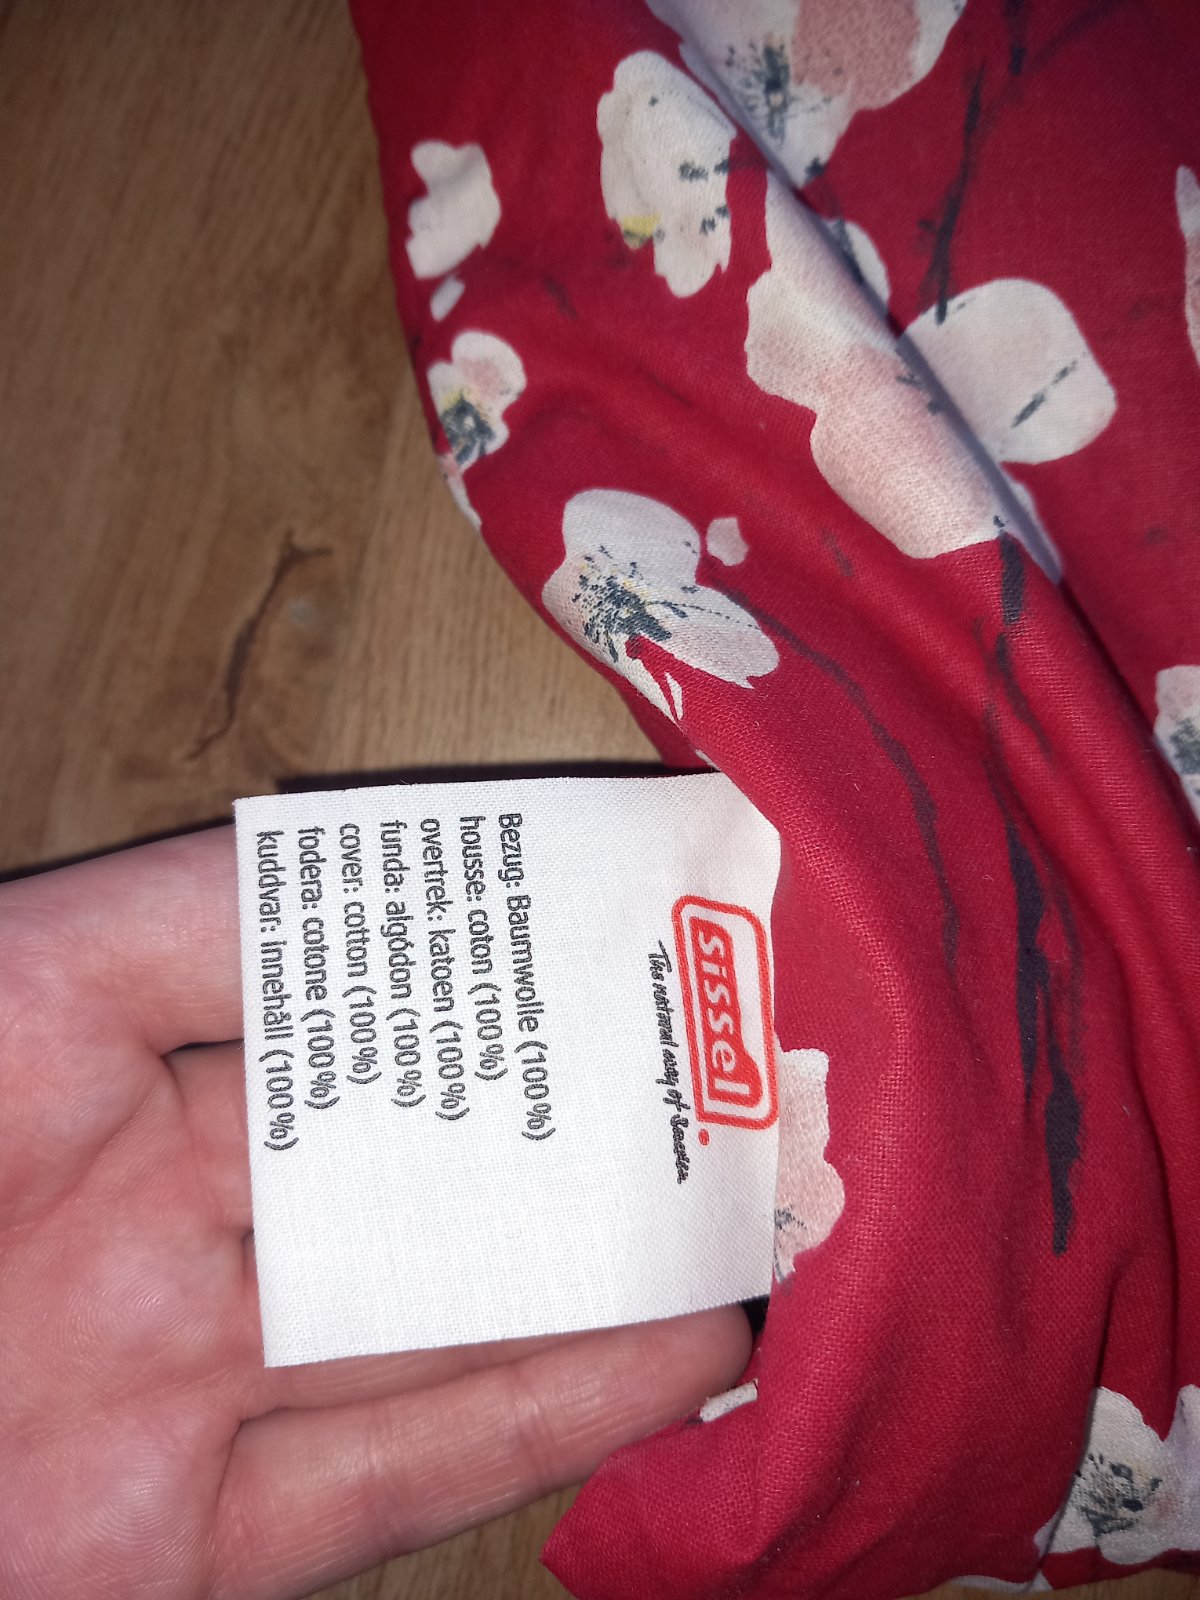 sissel
The natural way of Sweden.
Bezug: Baumwolle (100%)
housse: coton (100%)
overtrek: katoen (100%)
funda: algódon (100%)
cover: cotton (100%)
fodera: cotone (100%)
kuddvar: innehåll (100%)